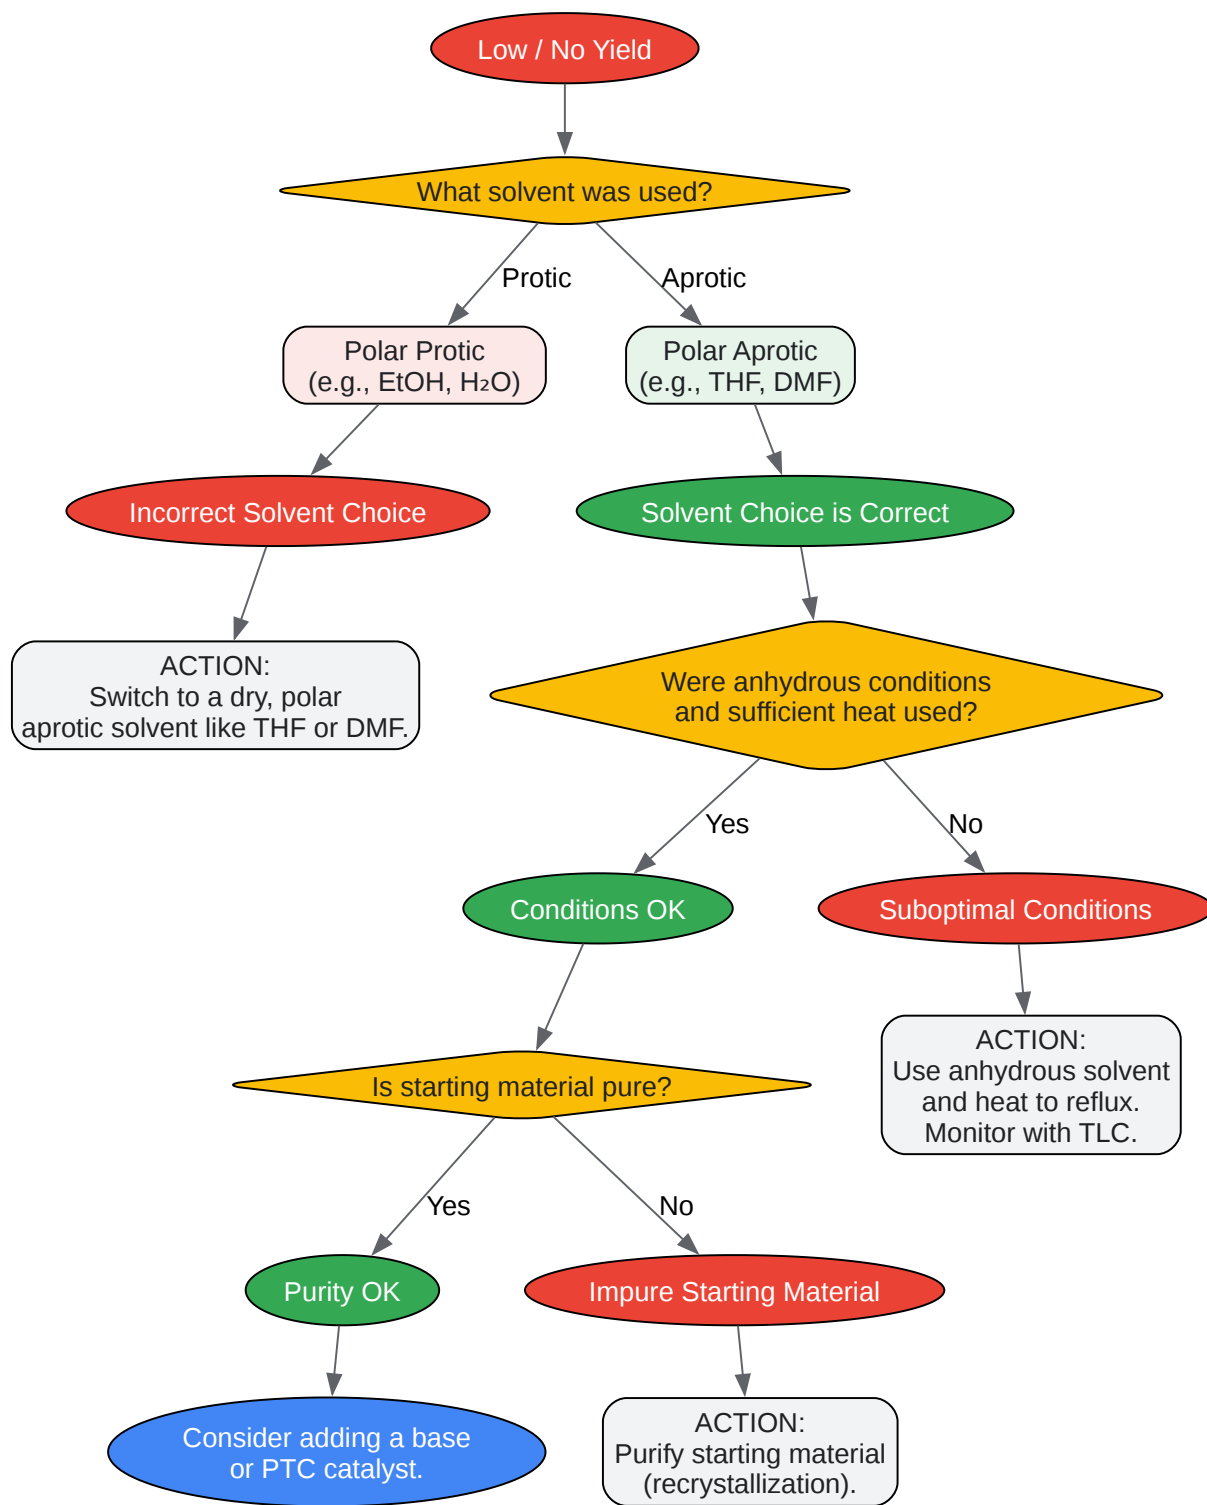 Low / No Yield
What solvent was used?
Protic
Aprotic
Polar Protic
(e.g., EtOH, H₂O)
Polar Aprotic
(e.g., THF, DMF)
Incorrect Solvent Choice
Solvent Choice is Correct
ACTION:
Switch to a dry, polar
aprotic solvent like THF or DMF.
Were anhydrous conditions
and sufficient heat used?
Yes
No
Conditions OK
Suboptimal Conditions
ACTION:
Use anhydrous solvent
and heat to reflux.
Monitor with TLC.
Is starting material pure?
Yes
No
Purity OK
Impure Starting Material
Consider adding a base
or PTC catalyst.
ACTION:
Purify starting material
(recrystallization).